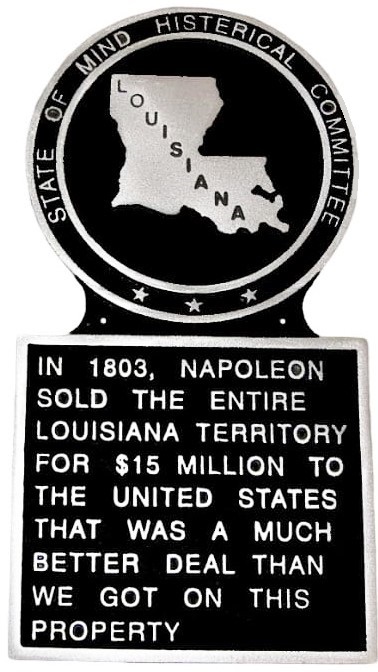 STATE OF MIND HISTERICAL COMMITTEE
LOUISIANA
IN 1803, NAPOLEON
SOLD THE ENTIRE
LOUISIANA TERRITORY
FOR $15 MILLION TO
THE UNITED STATES
THAT WAS A MUCH
BETTER DEAL THAN
WE GOT ON THIS
PROPERTY